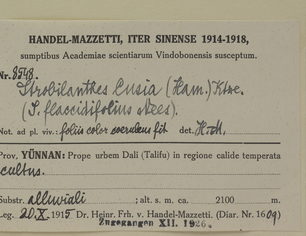 HANDEL-MAZZETTI, ITER SINENSE 1914-1918,
sumptibus Academiae scientiarum Vindobonensis susceptum.
Nr. 8548.
Strobilanthes Cusia (Ham.) Ktze.
(S. flaccidifolius Nees).
Not. ad pl. viv.: foliis color coeruleus fit det. H.-M.
Prov. YÜNNAN: Prope urbem Dali (Talifu) in regione calide temperata
cultus.
Substr. alluviali ; alt. s. m. ca. 2100 m.
Leg. 20.X.1915 Dr. Heinr. Frh. v. Handel-Mazzetti. (Diar. Nr. 1609)
Zugegangen XII. 1926.